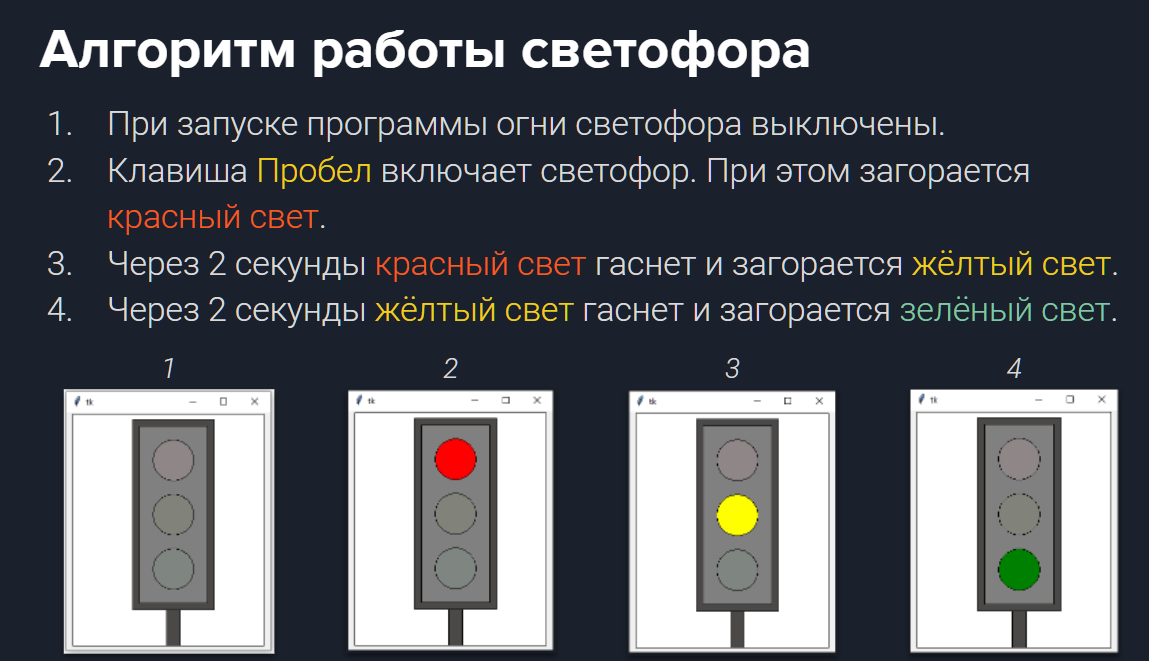 Алгоритм работы светофора
1. При запуске программы огни светофора выключены.
2. Клавиша Пробел включает светофор. При этом загорается
красный свет.
3. Через 2 секунды красный свет гаснет и загорается жёлтый свет.
4. Через 2 секунды жёлтый свет гаснет и загорается зелёный свет.
1 2 3 4
tk tk tk tk